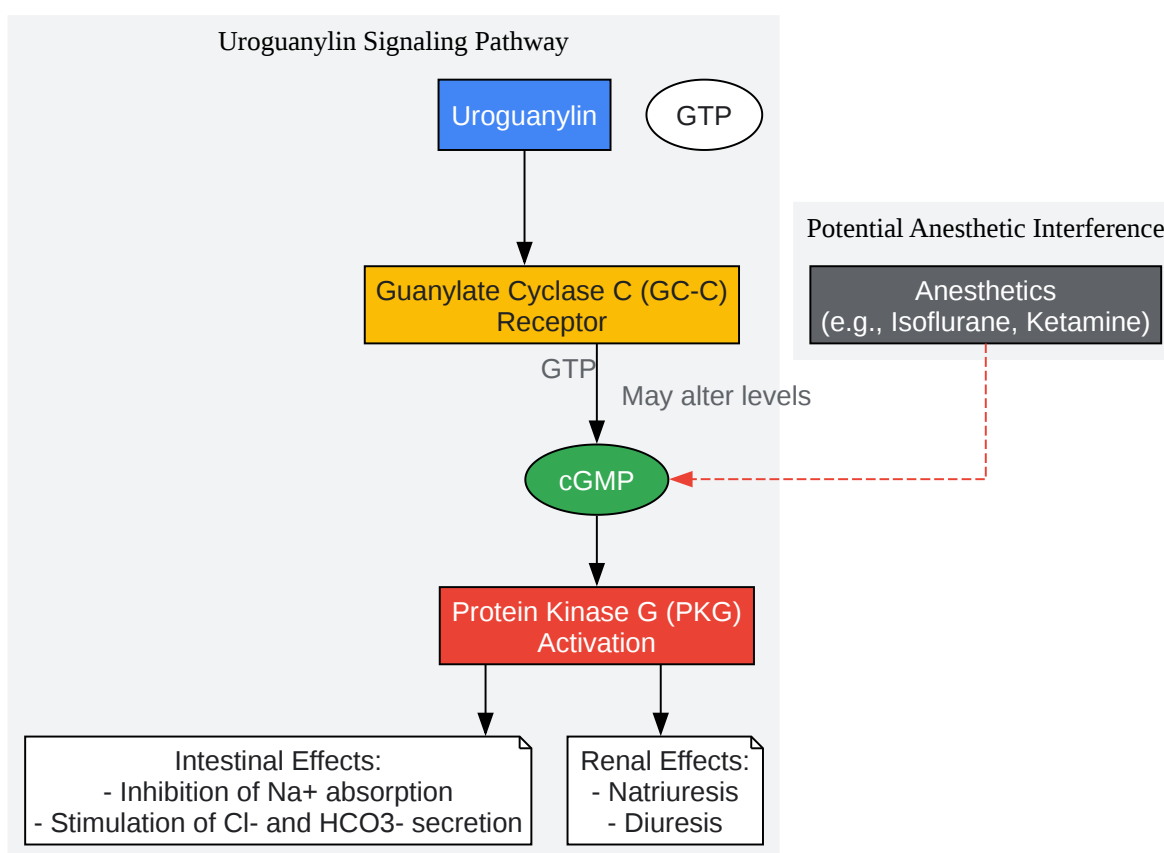 Uroguanylin Signaling Pathway
Uroguanylin
GTP
Potential Anesthetic Interference
Anesthetics
(e.g., Isoflurane, Ketamine)
Guanylate Cyclase C (GC-C)
Receptor
GTP
May alter levels
cGMP
Protein Kinase G (PKG)
Activation
Intestinal Effects:
- Inhibition of Na+ absorption
- Stimulation of Cl- and HCO3- secretion
Renal Effects:
- Natriuresis
- Diuresis